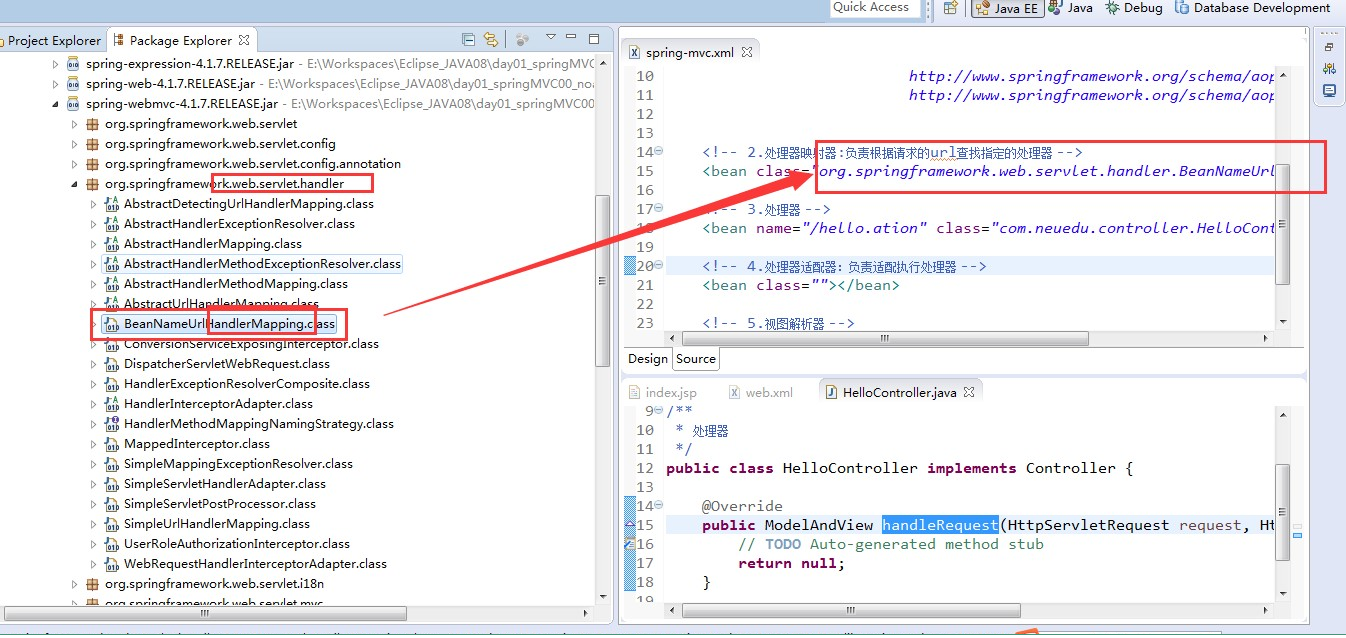 Quick Access
Java EE
Java
Debug
Database Development
Project Explorer
Package Explorer
spring-expression-4.1.7.RELEASE.jar - E:\Workspaces\Eclipse_JAVA08\day01_springMVC
spring-web-4.1.7.RELEASE.jar - E:\Workspaces\Eclipse_JAVA08\day01_springMVC00_no
spring-webmvc-4.1.7.RELEASE.jar - E:\Workspaces\Eclipse_JAVA08\day01_springMVC00
org.springframework.web.servlet
org.springframework.web.servlet.config
org.springframework.web.servlet.config.annotation
org.springframework.web.servlet.handler
AbstractDetectingUrlHandlerMapping.class
AbstractHandlerExceptionResolver.class
AbstractHandlerMapping.class
AbstractHandlerMethodExceptionResolver.class
AbstractHandlerMethodMapping.class
AbstractUrlHandlerMapping.class
BeanNameUrlHandlerMapping.class
ConversionServiceExposingInterceptor.class
DispatcherServletWebRequest.class
HandlerExceptionResolverComposite.class
HandlerInterceptorAdapter.class
HandlerMethodMappingNamingStrategy.class
MappedInterceptor.class
SimpleMappingExceptionResolver.class
SimpleServletHandlerAdapter.class
SimpleServletPostProcessor.class
SimpleUrlHandlerMapping.class
UserRoleAuthorizationInterceptor.class
WebRequestHandlerInterceptorAdapter.class
org.springframework.web.servlet.i18n
org.springframework.web.servlet.mvc
spring-mvc.xml
10 http://www.springframework.org/schema/aop
11 http://www.springframework.org/schema/aop
12
13
14 <!-- 2.处理器映射器:负责根据请求的url查找指定的处理器 -->
15 <bean class="org.springframework.web.servlet.handler.BeanNameUrl
16
17 <!-- 3.处理器 -->
18 <bean name="/hello.ation" class="com.neuedu.controller.HelloCont
19
20 <!-- 4.处理器适配器: 负责适配执行处理器 -->
21 <bean class=""></bean>
22
23 <!-- 5.视图解析器 -->
Design
Source
index.jsp
web.xml
HelloController.java
9 /**
10 * 处理器
11 */
12 public class HelloController implements Controller {
13
14 @Override
15 public ModelAndView handleRequest(HttpServletRequest request, Ht
16 // TODO Auto-generated method stub
17 return null;
18 }
19